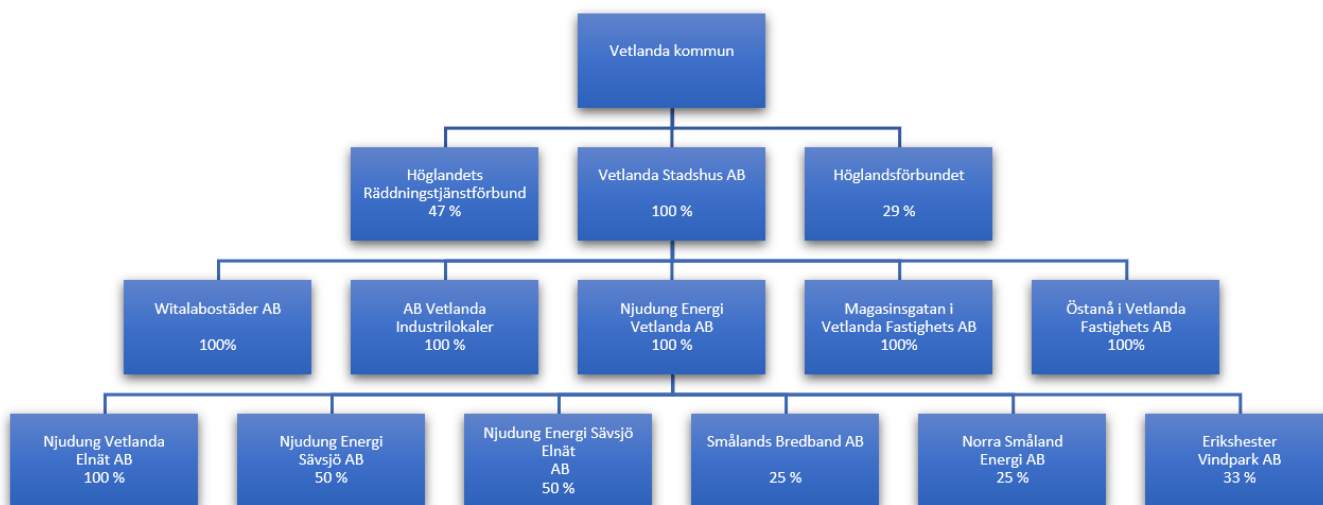 Vetlanda kommun
Höglandets
Räddningstjänstförbund
47 %
Vetlanda Stadshus AB
100 %
Höglandsförbundet
29 %
Witalabostäder AB
100%
AB Vetlanda
Industrilokaler
100 %
Njudung Energi
Vetlanda AB
100 %
Magasinsgatan i
Vetlanda Fastighets AB
100%
Östanå i Vetlanda
Fastighets AB
100%
Njudung Vetlanda
Elnät AB
100 %
Njudung Energi
Sävsjö AB
50 %
Njudung Energi Sävsjö
Elnät
AB
50 %
Smålands Bredband AB
25 %
Norra Småland
Energi AB
25 %
Erikshester
Vindpark AB
33 %